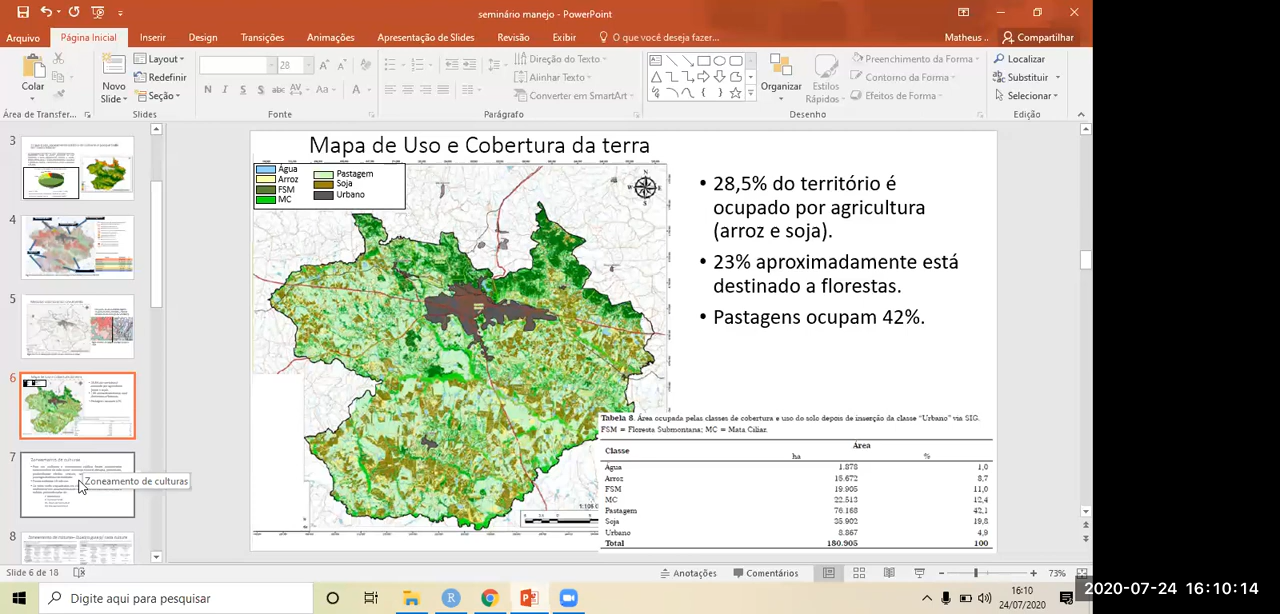 seminário manejo - PowerPoint
Arquivo
Página Inicial
Inserir
Design
Transições
Animações
Apresentação de Slides
Revisão
Exibir
O que você deseja fazer...
Matheus ..
Compartilhar
Colar
Novo
Slide
Layout
Redefinir
Seção
28
Direção do Texto
Alinhar Texto
Converter em SmartArt
Organizar
Estilos
Rápidos
Preenchimento da Forma
Contorno da Forma
Efeitos de Forma
Localizar
Substituir
Selecionar
Área de Transfer...
Slides
Fonte
Parágrafo
Desenho
Edição
3
4
5
6
7
8
Zoneamento de culturas
Mapa de Uso e Cobertura da terra
Água
Arroz
FSM
MC
Pastagem
Soja
Urbano
• 28,5% do território é
ocupado por agricultura
(arroz e soja).
• 23% aproximadamente está
destinado a florestas.
• Pastagens ocupam 42%.
Tabela 8. Área ocupada pelas classes de cobertura e uso do solo depois de inserção da classe "Urbano" via SIG.
FSM = Floresta Submontana; MC = Mata Ciliar.
Classe
Área
ha %
Água 1.878 1,0
Arroz 15.672 8,7
FSM 19.905 11,0
MC 22.513 12,4
Pastagem 76.168 42,1
Soja 35.902 19,8
Urbano 8.867 4,9
Total 180.905 100
Slide 6 de 18
Anotações
Comentários
73%
Digite aqui para pesquisar
16:10
24/07/2020
2020-07-24 16:10:14